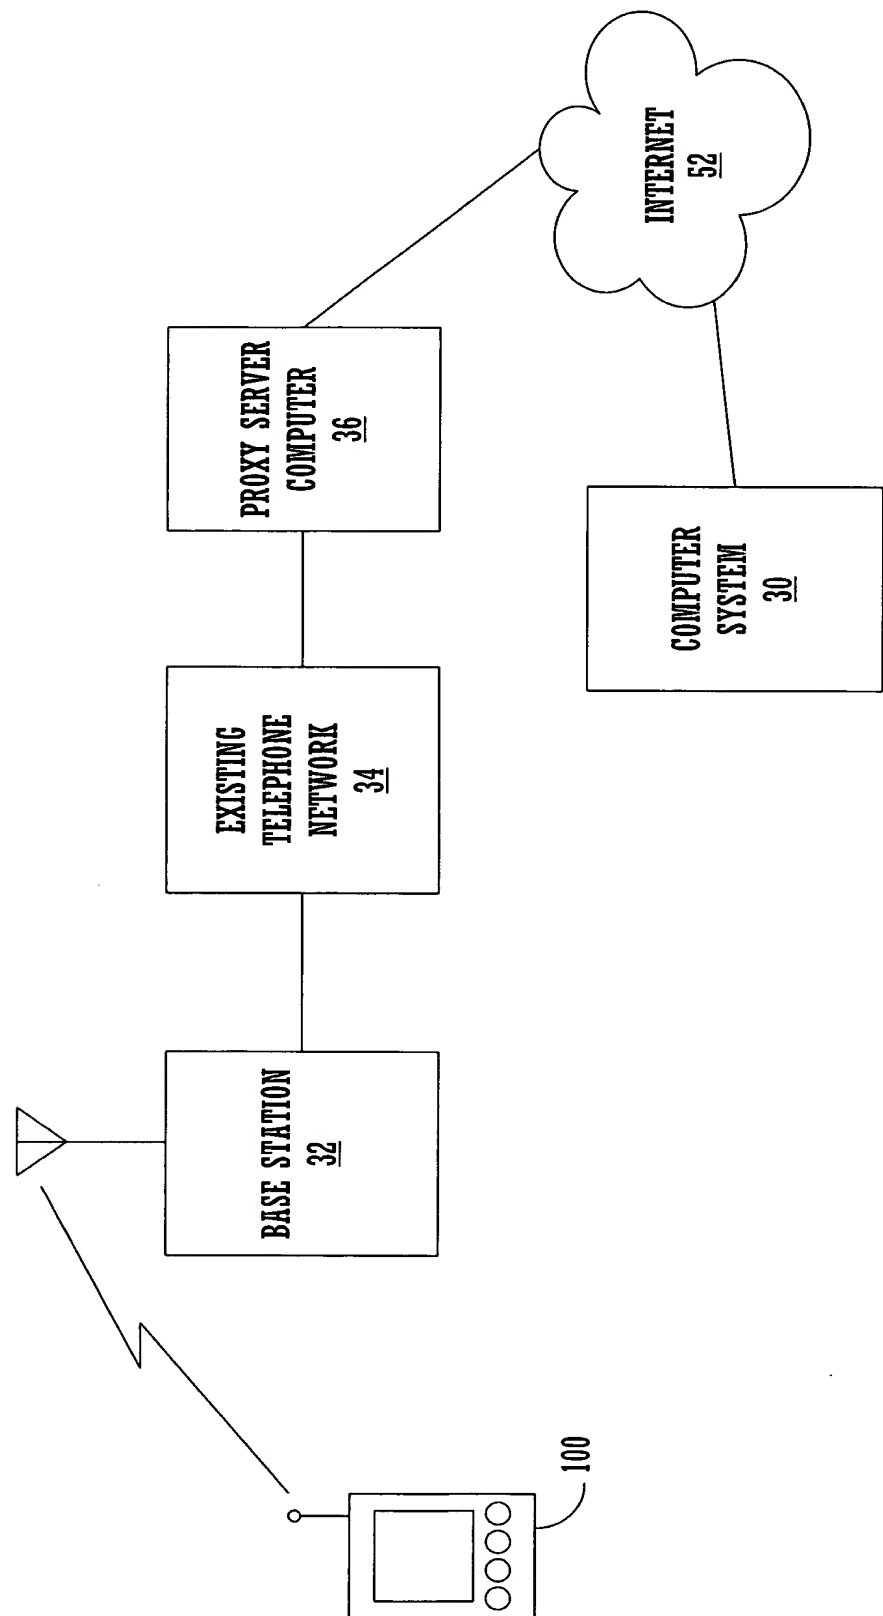 100
BASE STATION
32
EXISTING
TELEPHONE
NETWORK
34
PROXY SERVER
COMPUTER
36
INTERNET
52
COMPUTER
SYSTEM
30